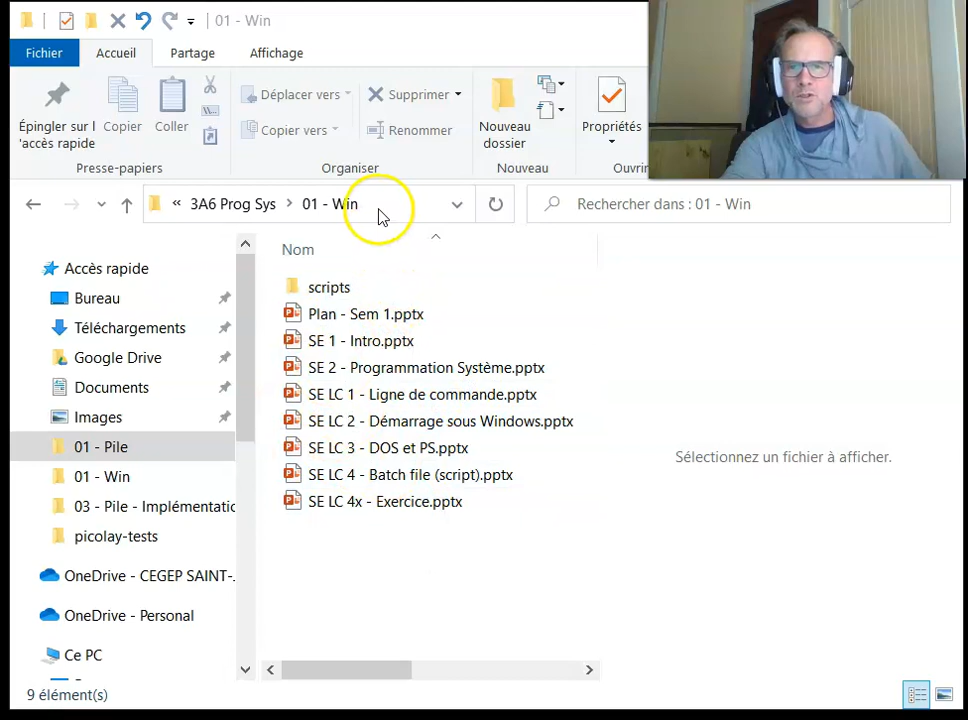 01 - Win
Fichier
Accueil
Partage
Affichage
Épingler sur l
'accès rapide
Copier
Coller
Déplacer vers
Copier vers
Supprimer
Renommer
Nouveau
dossier
Propriétés
Presse-papiers
Organiser
Nouveau
Ouvrir
« 3A6 Prog Sys > 01 - Win
Rechercher dans : 01 - Win
Nom
Accès rapide
Bureau
Téléchargements
Google Drive
Documents
Images
01 - Pile
01 - Win
03 - Pile - Implémentatio
picolay-tests
OneDrive - CEGEP SAINT-
OneDrive - Personal
Ce PC
scripts
Plan - Sem 1.pptx
SE 1 - Intro.pptx
SE 2 - Programmation Système.pptx
SE LC 1 - Ligne de commande.pptx
SE LC 2 - Démarrage sous Windows.pptx
SE LC 3 - DOS et PS.pptx
SE LC 4 - Batch file (script).pptx
SE LC 4x - Exercice.pptx
Sélectionnez un fichier à afficher.
9 élément(s)